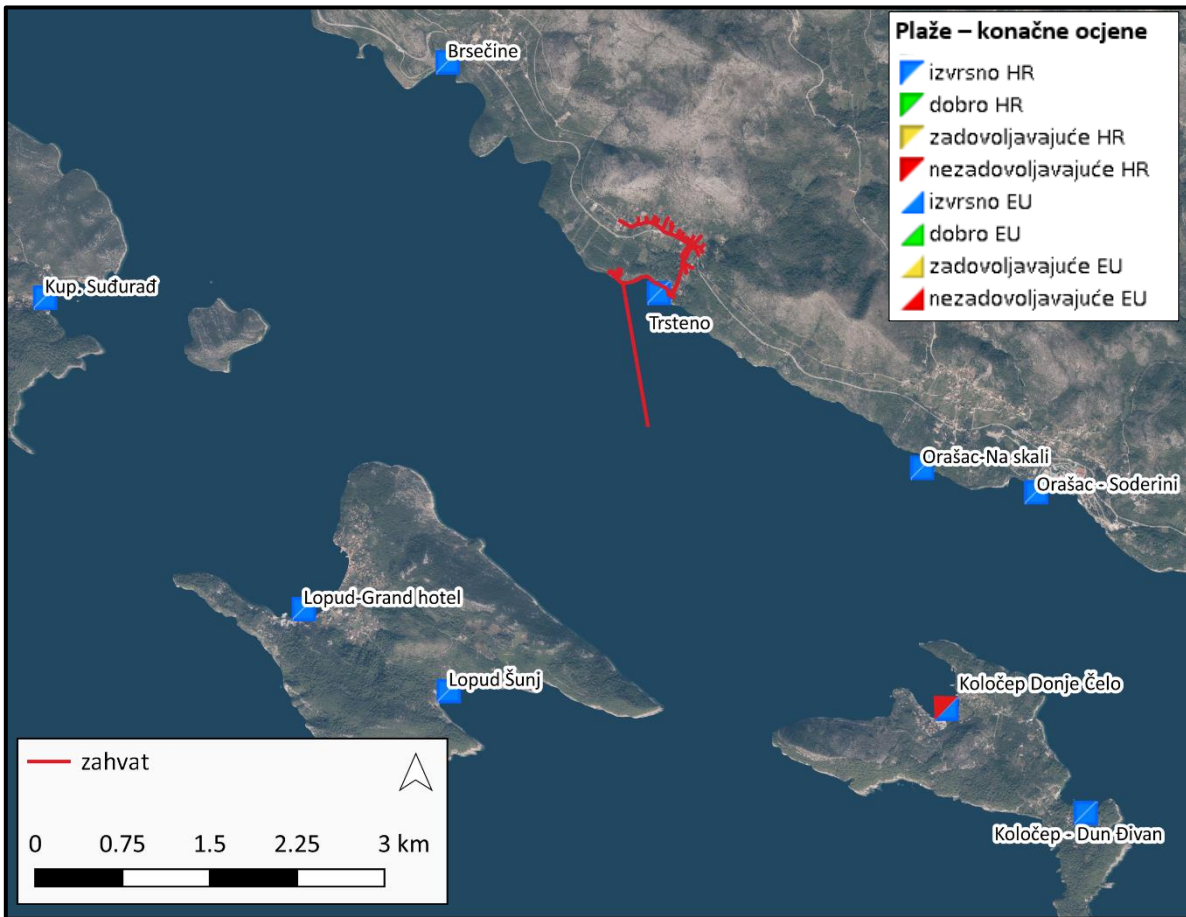 Plaže – konačne ocjene
izvrsno HR
dobro HR
zadovoljavajuće HR
nezadovoljavajuće HR
izvrsno EU
dobro EU
zadovoljavajuće EU
nezadovoljavajuće EU
Brsečine
Kup. Suđurađ
Trsteno
Orašac-Na skali
Orašac - Soderini
Lopud-Grand hotel
Lopud Šunj
Koločep Donje Čelo
Koločep - Dun Đivan
zahvat
0 0.75 1.5 2.25 3 km